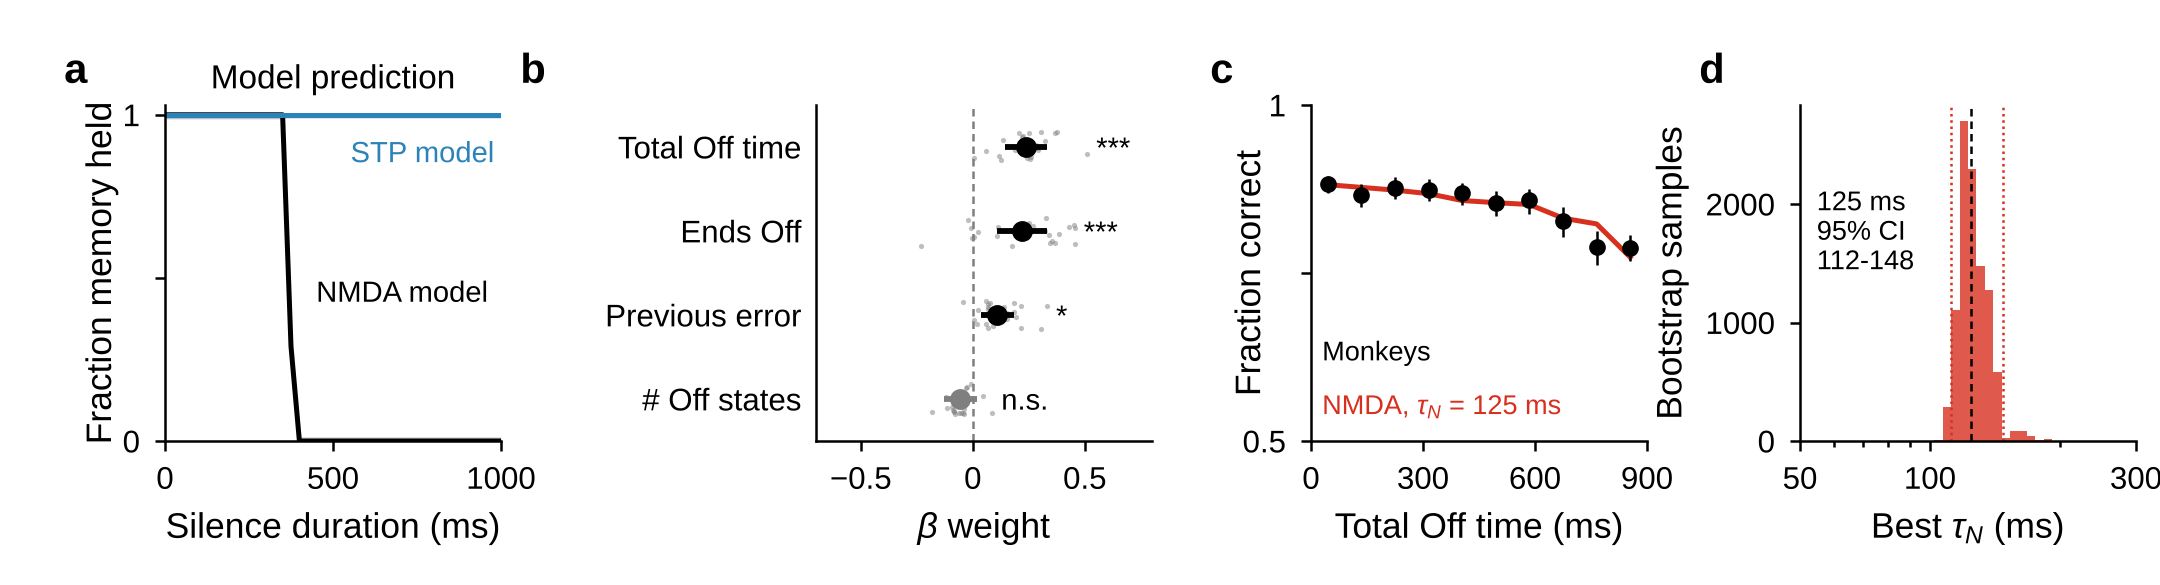 a
Model prediction
Fraction memory held
1
0
STP model
NMDA model
0 500 1000
Silence duration (ms)
b
Total Off time
***
Ends Off
***
Previous error
*
# Off states
n.s.
−0.5 0 0.5
β weight
c
Fraction correct
1
0.5
Monkeys
NMDA, τN = 125 ms
0 300 600 900
Total Off time (ms)
d
Bootstrap samples
2000
1000
0
125 ms
95% CI
112-148
50 100 300
Best τN (ms)